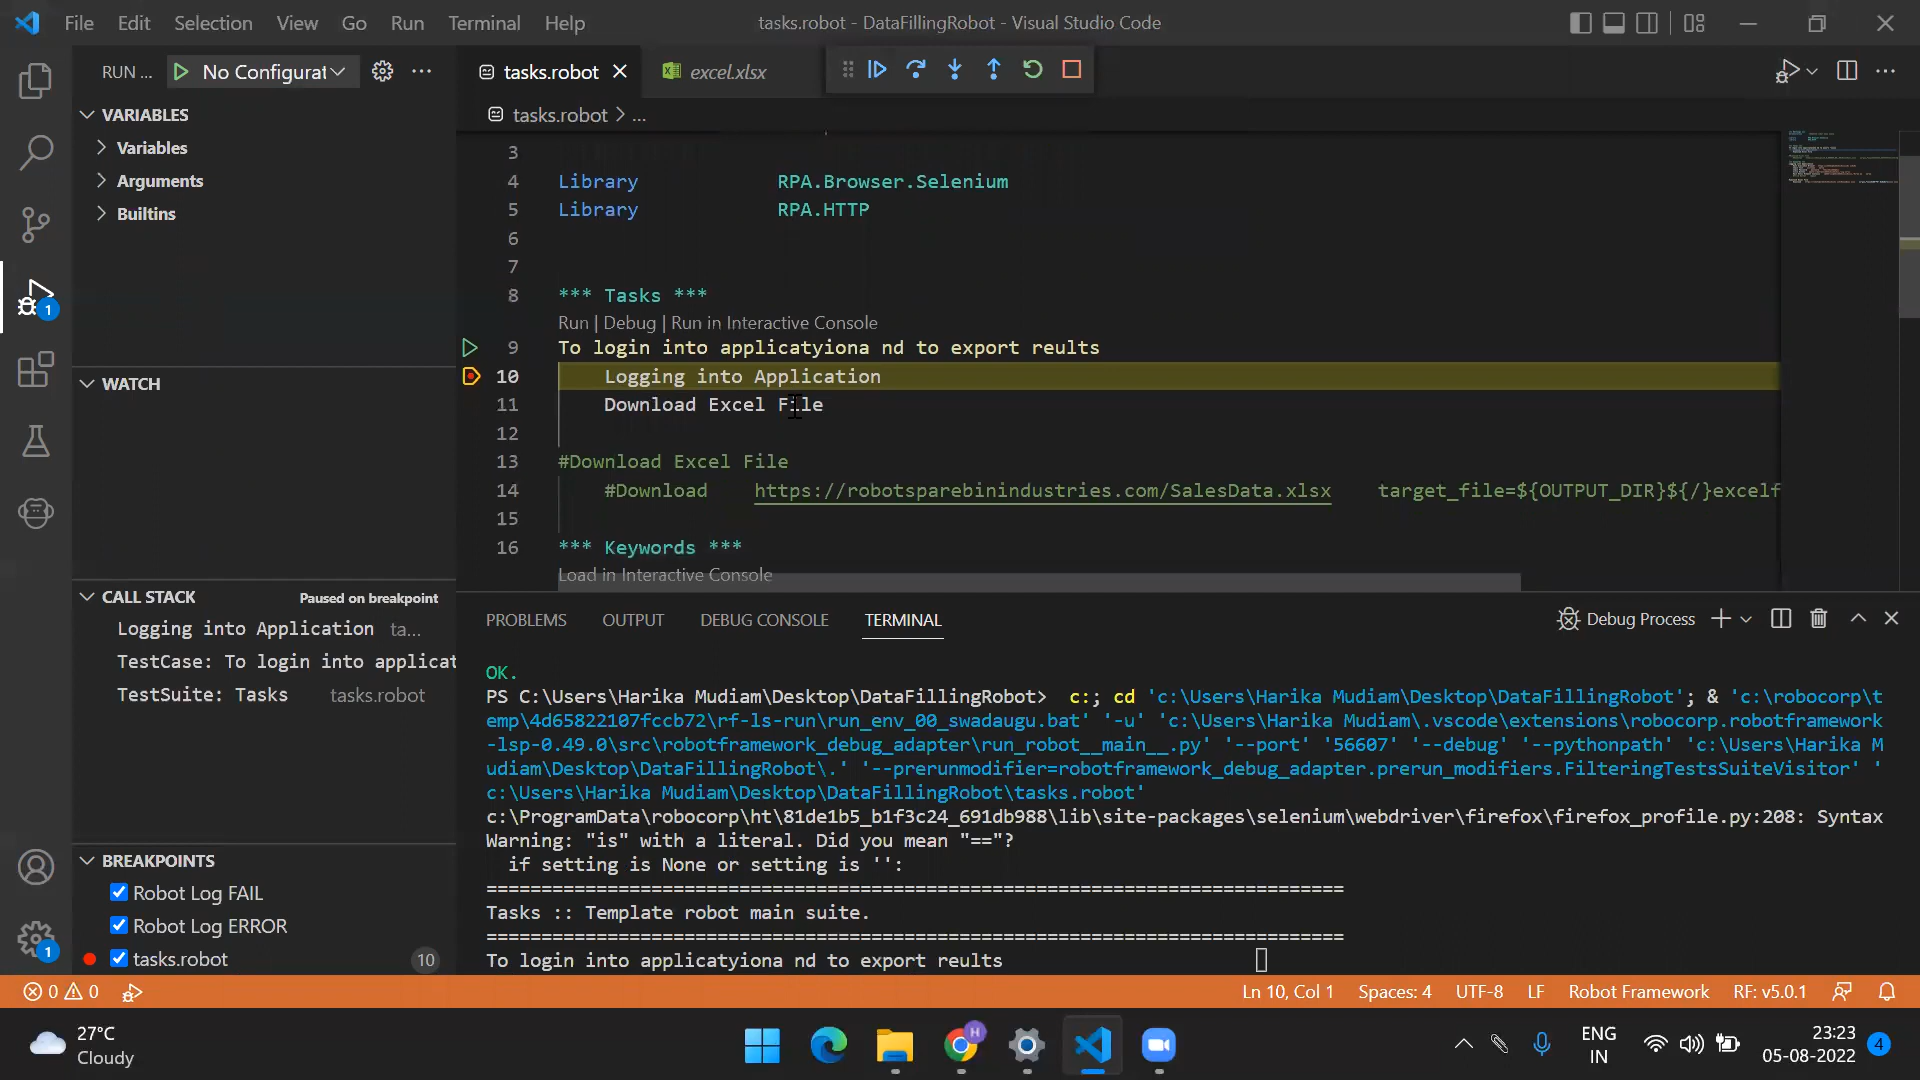 File Edit Selection View Go Run Terminal Help
tasks.robot - DataFillingRobot - Visual Studio Code
RUN ... No Configurat
tasks.robot
excel.xlsx
tasks.robot > ...
VARIABLES
Variables
Arguments
Builtins
WATCH
CALL STACK Paused on breakpoint
Logging into Application ta...
TestCase: To login into applicat
TestSuite: Tasks tasks.robot
BREAKPOINTS
Robot Log FAIL
Robot Log ERROR
tasks.robot 10
3
4 Library RPA.Browser.Selenium
5 Library RPA.HTTP
6
7
8 *** Tasks ***
Run | Debug | Run in Interactive Console
9 To login into applicatyiona nd to export reults
10 Logging into Application
11 Download Excel File
12
13 #Download Excel File
14 #Download https://robotsparebinindustries.com/SalesData.xlsx target_file=${OUTPUT_DIR}${/}excelf
15
16 *** Keywords ***
Load in Interactive Console
PROBLEMS OUTPUT DEBUG CONSOLE TERMINAL
Debug Process
OK.
PS C:\Users\Harika Mudiam\Desktop\DataFillingRobot> c:; cd 'c:\Users\Harika Mudiam\Desktop\DataFillingRobot'; & 'c:\robocorp\t
emp\4d65822107fccb72\rf-ls-run\run_env_00_swadaugu.bat' '-u' 'c:\Users\Harika Mudiam\.vscode\extensions\robocorp.robotframework
-lsp-0.49.0\src\robotframework_debug_adapter\run_robot__main__.py' '--port' '56607' '--debug' '--pythonpath' 'c:\Users\Harika M
udiam\Desktop\DataFillingRobot\.' '--prerunmodifier=robotframework_debug_adapter.prerun_modifiers.FilteringTestsSuiteVisitor' '
c:\Users\Harika Mudiam\Desktop\DataFillingRobot\tasks.robot'
c:\ProgramData\robocorp\ht\81de1b5_b1f3c24_691db988\lib\site-packages\selenium\webdriver\firefox\firefox_profile.py:208: Syntax
Warning: "is" with a literal. Did you mean "=="?
if setting is None or setting is '':
==============================================================================
Tasks :: Template robot main suite.
==============================================================================
To login into applicatyiona nd to export reults
1
1
0 0
Ln 10, Col 1 Spaces: 4 UTF-8 LF Robot Framework RF: v5.0.1
27°C
Cloudy
H
ENG
IN
23:23
05-08-2022
4